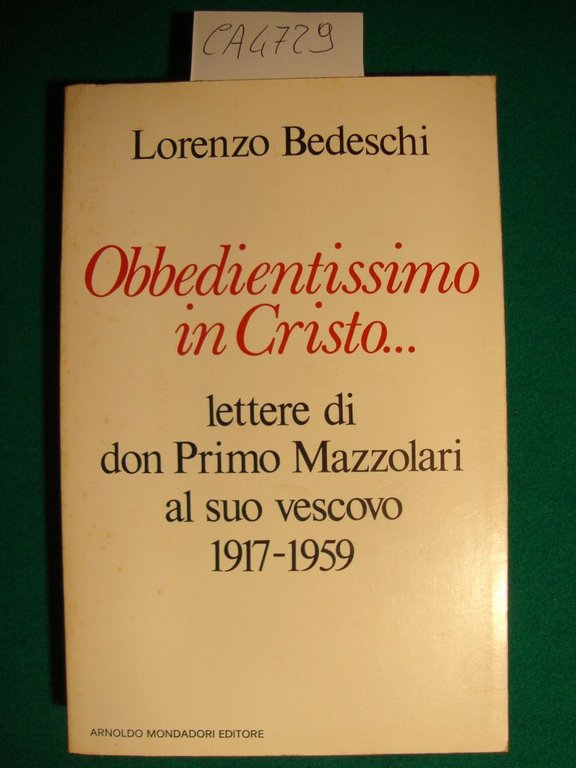 CA4729
Lorenzo Bedeschi
Obbedientissimo
in Cristo...
lettere di
don Primo Mazzolari
al suo vescovo
1917-1959
ARNOLDO MONDADORI EDITORE